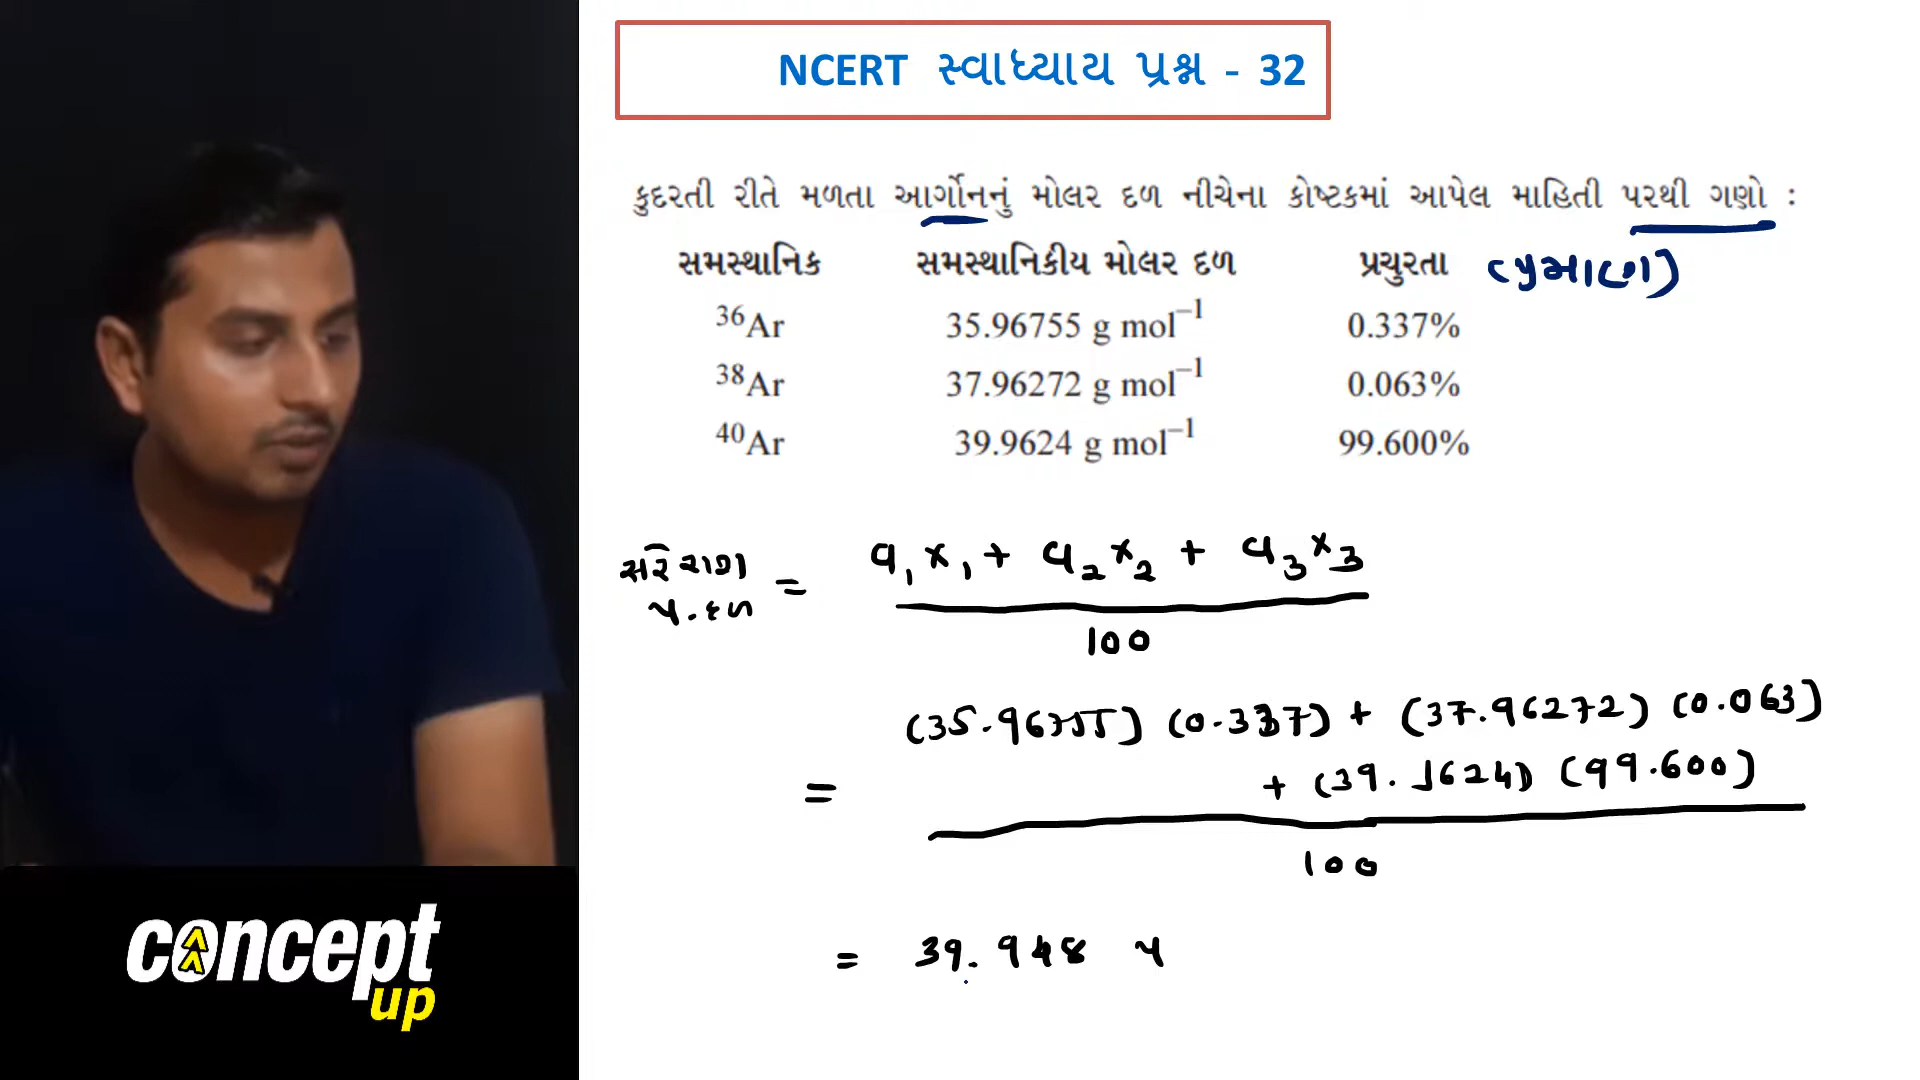 NCERT સ્વાધ્યાય પ્રશ્ન - 32
કુદરતી રીતે મળતા આર્ગોનનું મોલર દળ નીચેના કોષ્ટકમાં આપેલ માહિતી પરથી ગણો :
સમસ્થાનિક સમસ્થાનિકીય મોલર દળ પ્રચુરતા (પ્રમાણ)
³⁶Ar 35.96755 g mol⁻¹ 0.337%
³⁸Ar 37.96272 g mol⁻¹ 0.063%
⁴⁰Ar 39.9624 g mol⁻¹ 99.600%
સરેરાશ
પ.દળ
=
a₁x₁ + a₂x₂ + a₃x₃
100
(35.96755) (0.337) + (37.96272) (0.063)
+ (39.9624) (99.600)
=
100
= 39.948 પ
concept
up